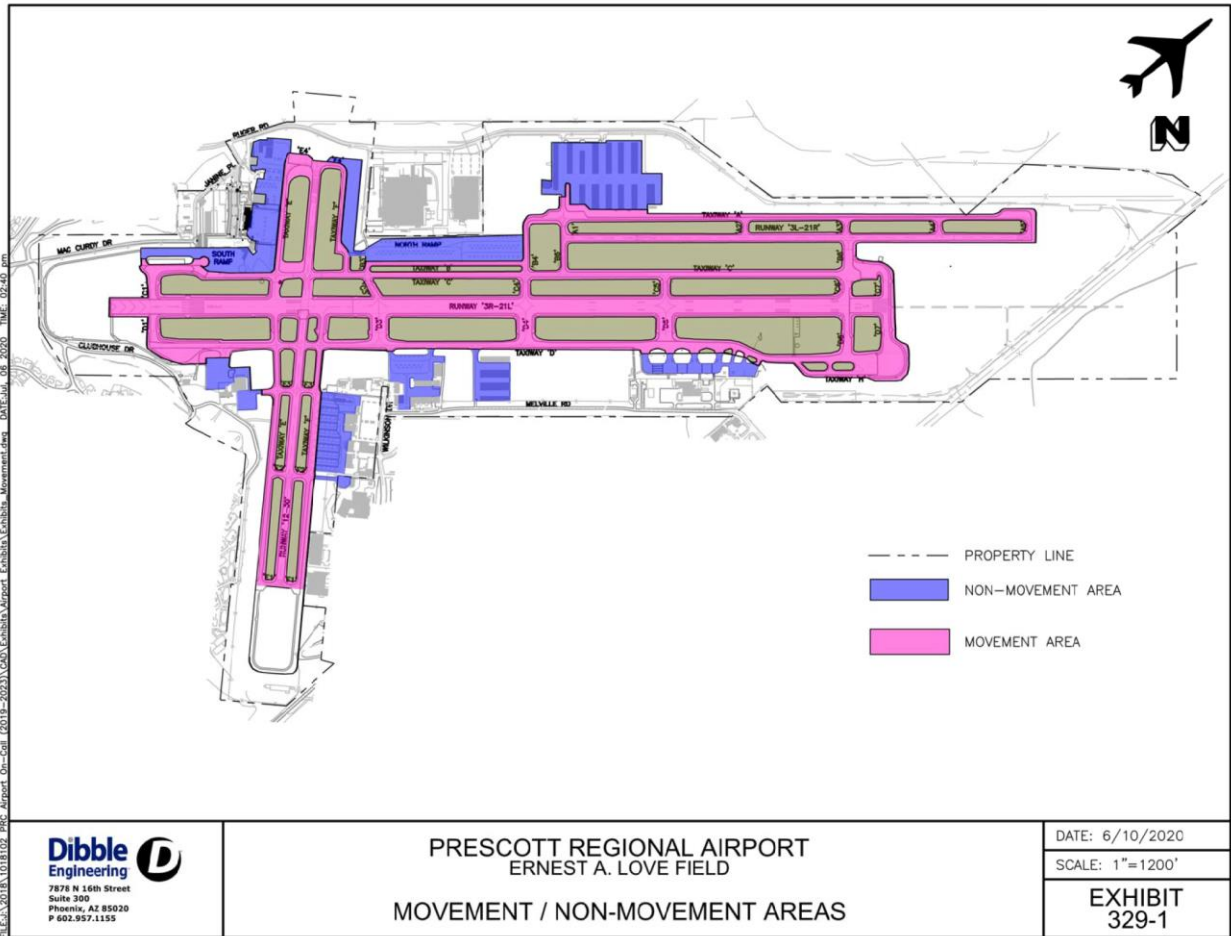 N
RUGER RD
JANINE PL
"E4"
MAC CURDY DR
SOUTH RAMP
NORTH RAMP
TAXIWAY "A"
RUNWAY "3L-21R"
TAXIWAY "B"
TAXIWAY "C"
TAXIWAY "C"
RUNWAY "3R-21L"
CLUBHOUSE DR
TAXIWAY "D"
TAXIWAY "H"
MELVILLE RD
RUNWAY "12-30"
PROPERTY LINE
NON-MOVEMENT AREA
MOVEMENT AREA
Dibble
Engineering
7878 N 16th Street
Suite 300
Phoenix, AZ 85020
P 602.957.1155
PRESCOTT REGIONAL AIRPORT
ERNEST A. LOVE FIELD
MOVEMENT / NON-MOVEMENT AREAS
DATE: 6/10/2020
SCALE: 1"=1200'
EXHIBIT
329-1